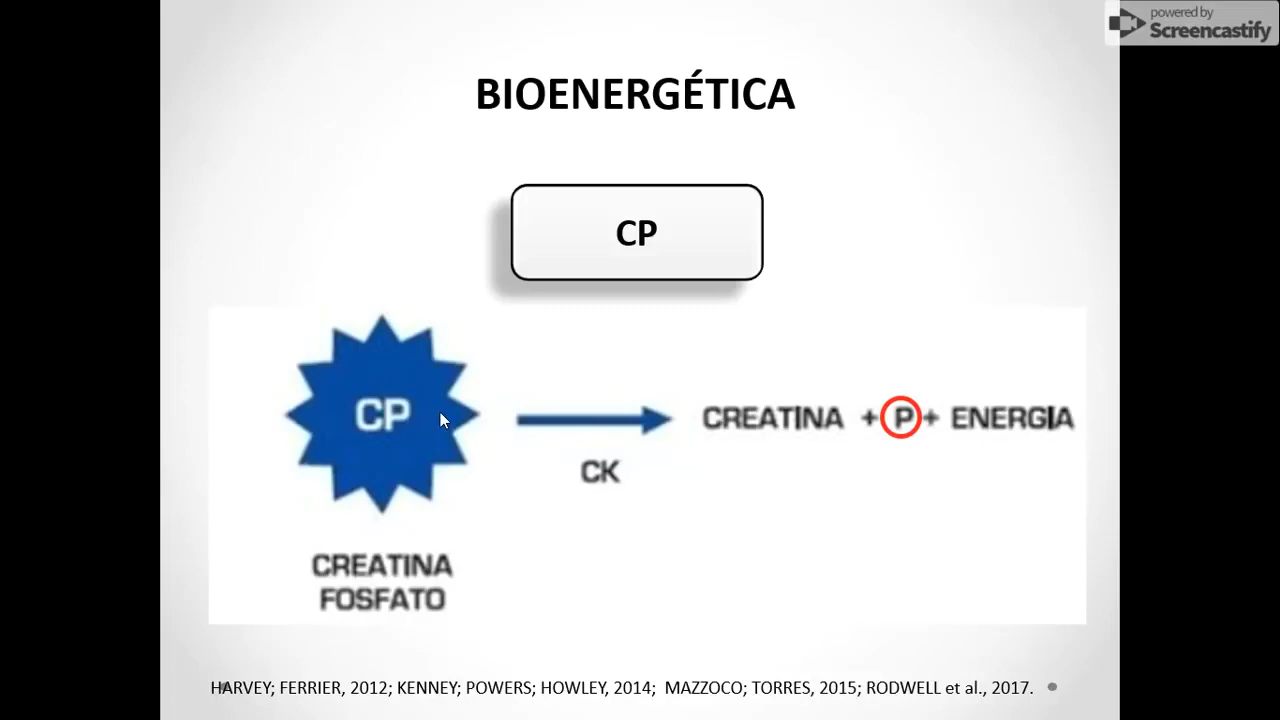 powered by
Screencastify
BIOENERGÉTICA
CP
CP
CREATINA + P + ENERGIA
CK
CREATINA
FOSFATO
HARVEY; FERRIER, 2012; KENNEY; POWERS; HOWLEY, 2014; MAZZOCO; TORRES, 2015; RODWELL et al., 2017.